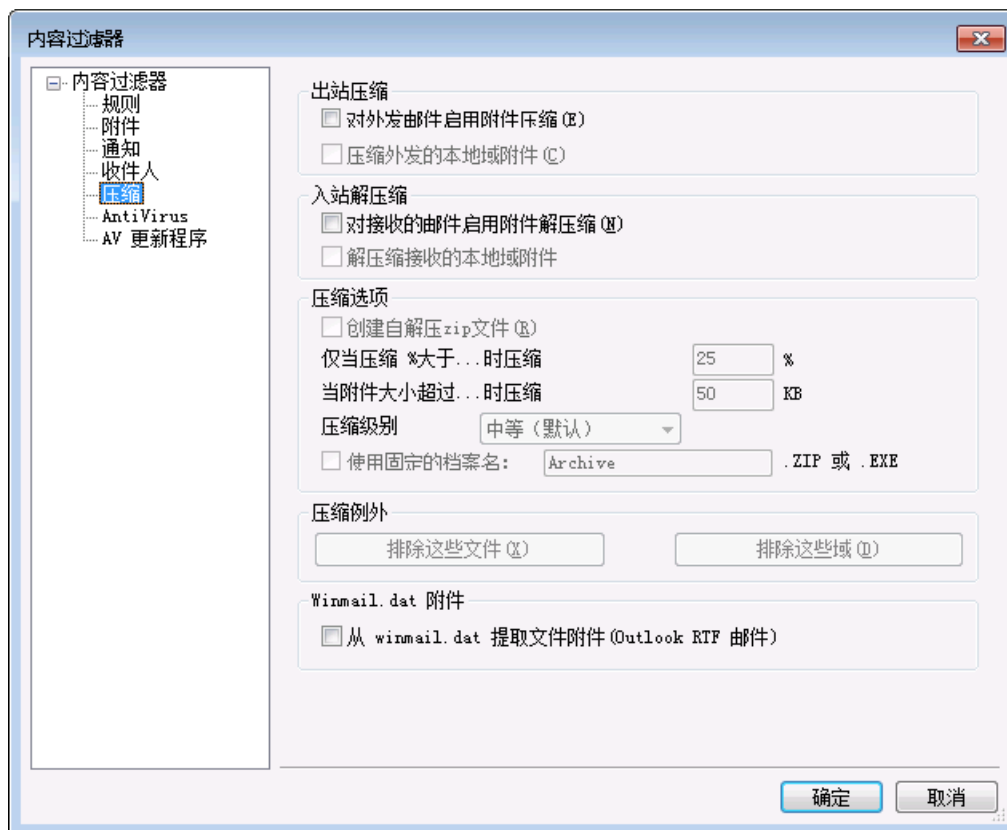 内容过滤器
内容过滤器
规则
附件
通知
收件人
压缩
AntiVirus
AV 更新程序
出站压缩
对外发邮件启用附件压缩(E)
压缩外发的本地域附件(C)
入站解压缩
对接收的邮件启用附件解压缩(N)
解压缩接收的本地域附件
压缩选项
创建自解压zip文件(R)
仅当压缩 %大于...时压缩 25 %
当附件大小超过...时压缩 50 KB
压缩级别 中等（默认）
使用固定的档案名: Archive .ZIP 或 .EXE
压缩例外
排除这些文件(X) 排除这些域(D)
Winmail.dat 附件
从 winmail.dat 提取文件附件(Outlook RTF 邮件)
确定 取消